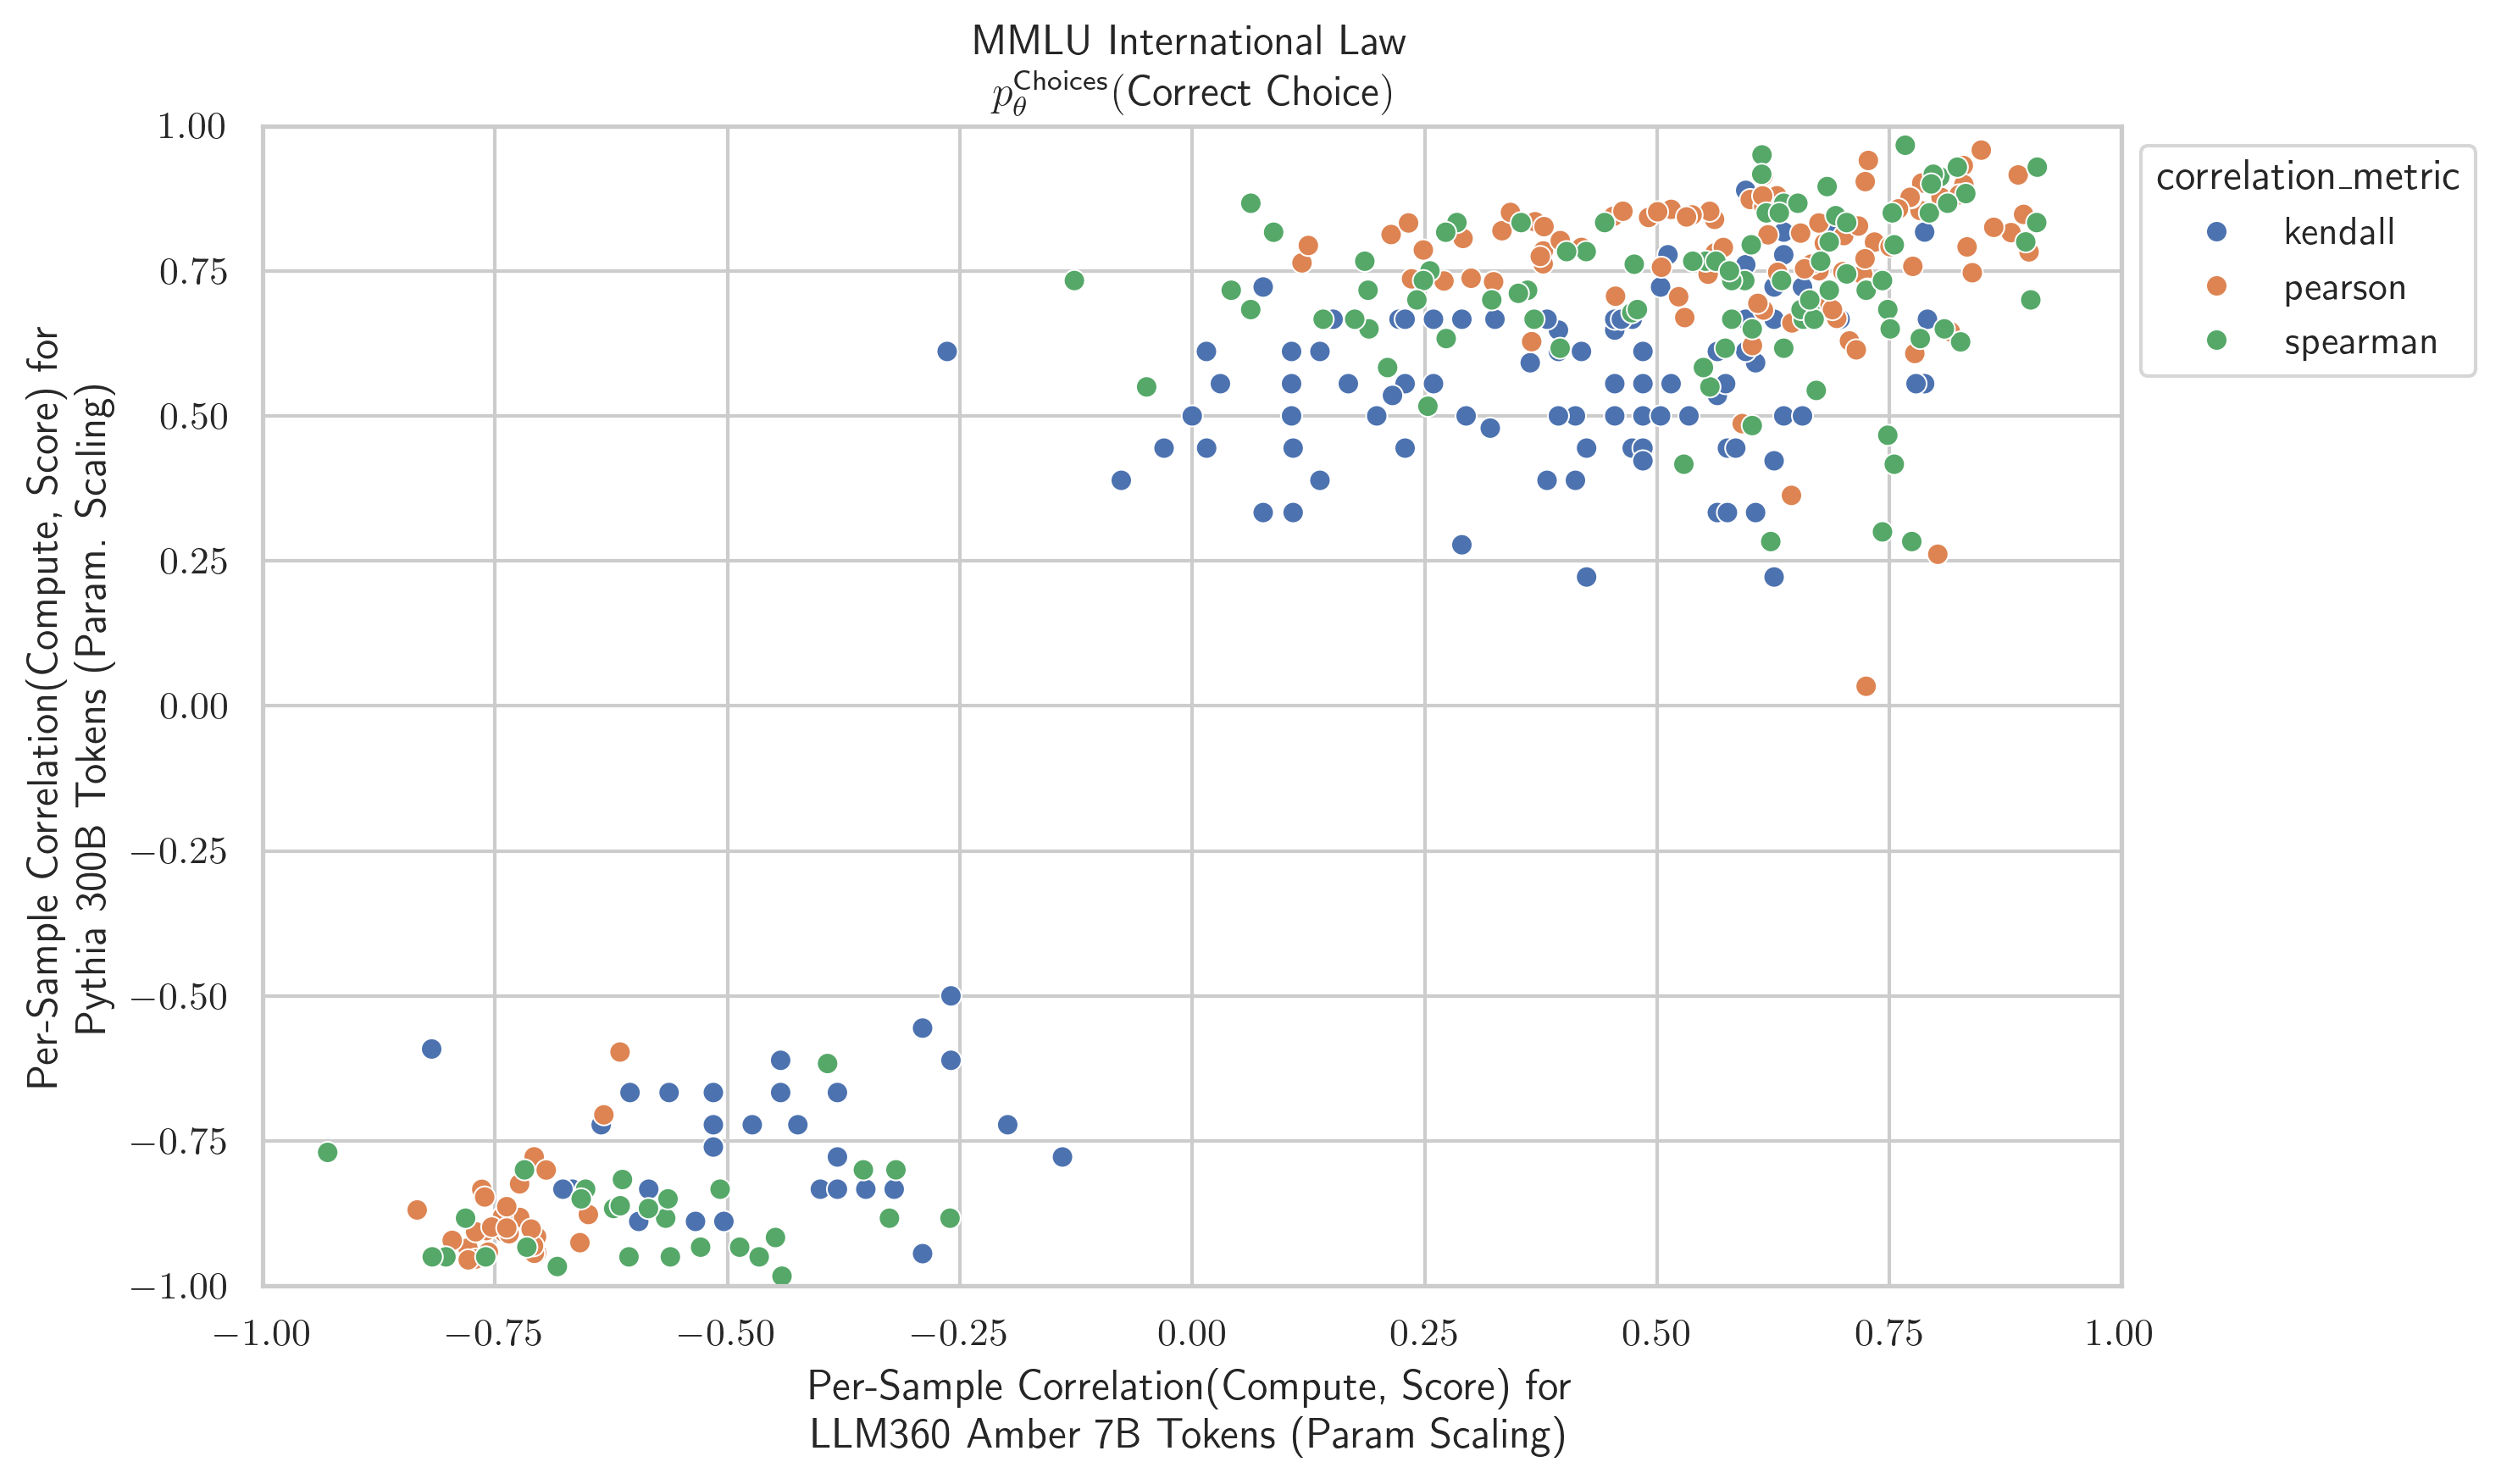 MMLU International Law
p_θ^Choices(Correct Choice)
1.00
0.75
0.50
0.25
0.00
−0.25
−0.50
−0.75
−1.00
Per-Sample Correlation(Compute, Score) for
Pythia 300B Tokens (Param. Scaling)
−1.00 −0.75 −0.50 −0.25 0.00 0.25 0.50 0.75 1.00
Per-Sample Correlation(Compute, Score) for
LLM360 Amber 7B Tokens (Param Scaling)
correlation_metric
kendall
pearson
spearman